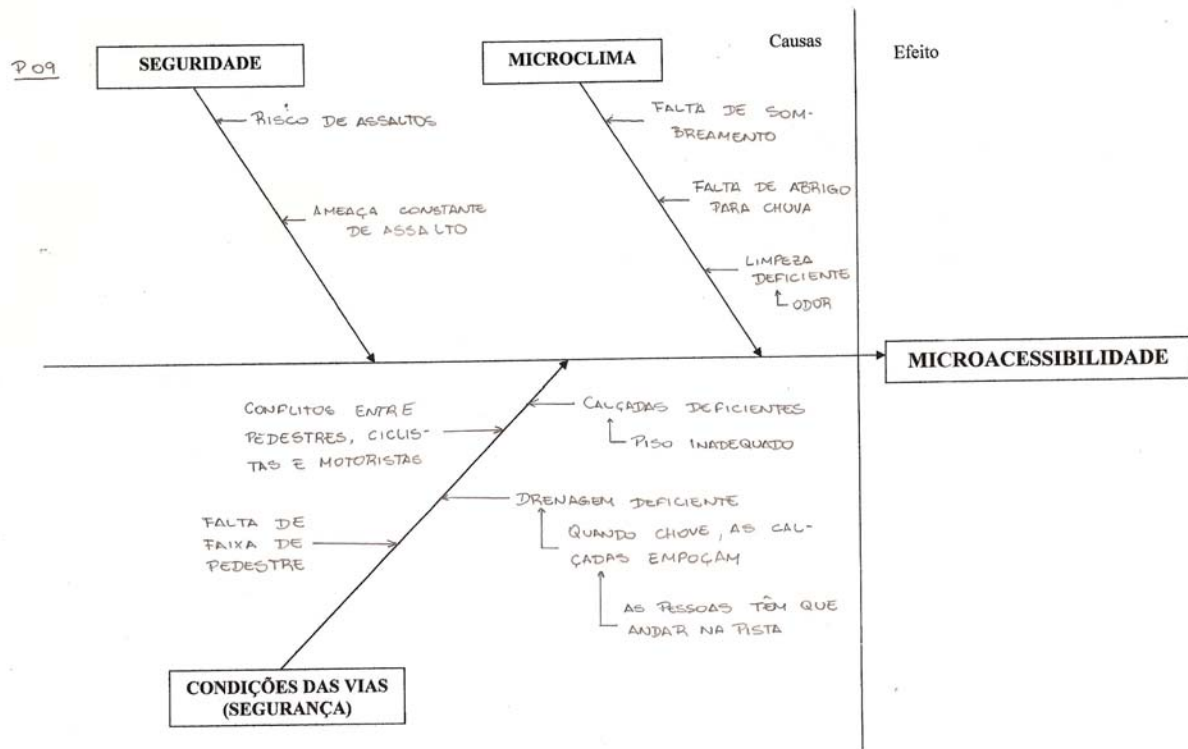 P09
SEGURIDADE
RISCO DE ASSALTOS
AMEAÇA CONSTANTE
DE ASSALTO
MICROCLIMA
FALTA DE SOM-
BREAMENTO
FALTA DE ABRIGO
PARA CHUVA
LIMPEZA
DEFICIENTE
ODOR
Causas
Efeito
MICROACESSIBILIDADE
CONFLITOS ENTRE
PEDESTRES, CICLIS-
TAS E MOTORISTAS
FALTA DE
FAIXA DE
PEDESTRE
CALÇADAS DEFICIENTES
PISO INADEQUADO
DRENAGEM DEFICIENTE
QUANDO CHOVE, AS CAL-
ÇADAS EMPOÇAM
AS PESSOAS TÊM QUE
ANDAR NA PISTA
CONDIÇÕES DAS VIAS
(SEGURANÇA)